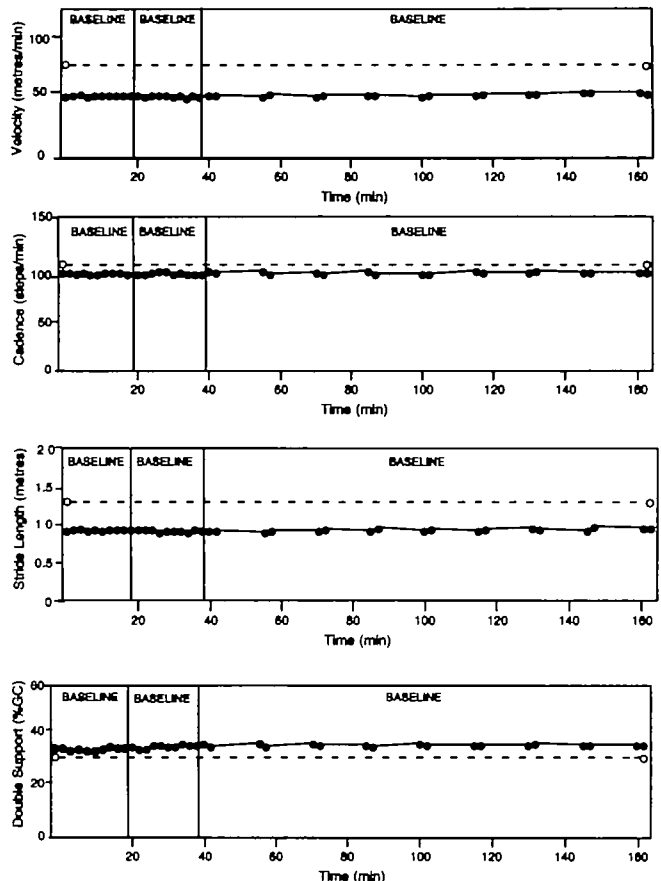 BASELINE BASELINE BASELINE
100
50
0
Velocity (metres/min)
20 40 60 80 100 120 140 160
Time (min)
150
BASELINE BASELINE BASELINE
100
50
0
Cadence (steps/min)
20 40 60 80 100 120 140 160
Time (min)
2 0
BASELINE BASELINE BASELINE
1.5
1.0
0.5
0
Stride Length (metres)
20 40 60 80 100 120 140 160
Time (min)
60
BASELINE BASELINE BASELINE
40
20
0
Double Support (%GC)
20 40 60 80 100 120 140 160
Time (min)